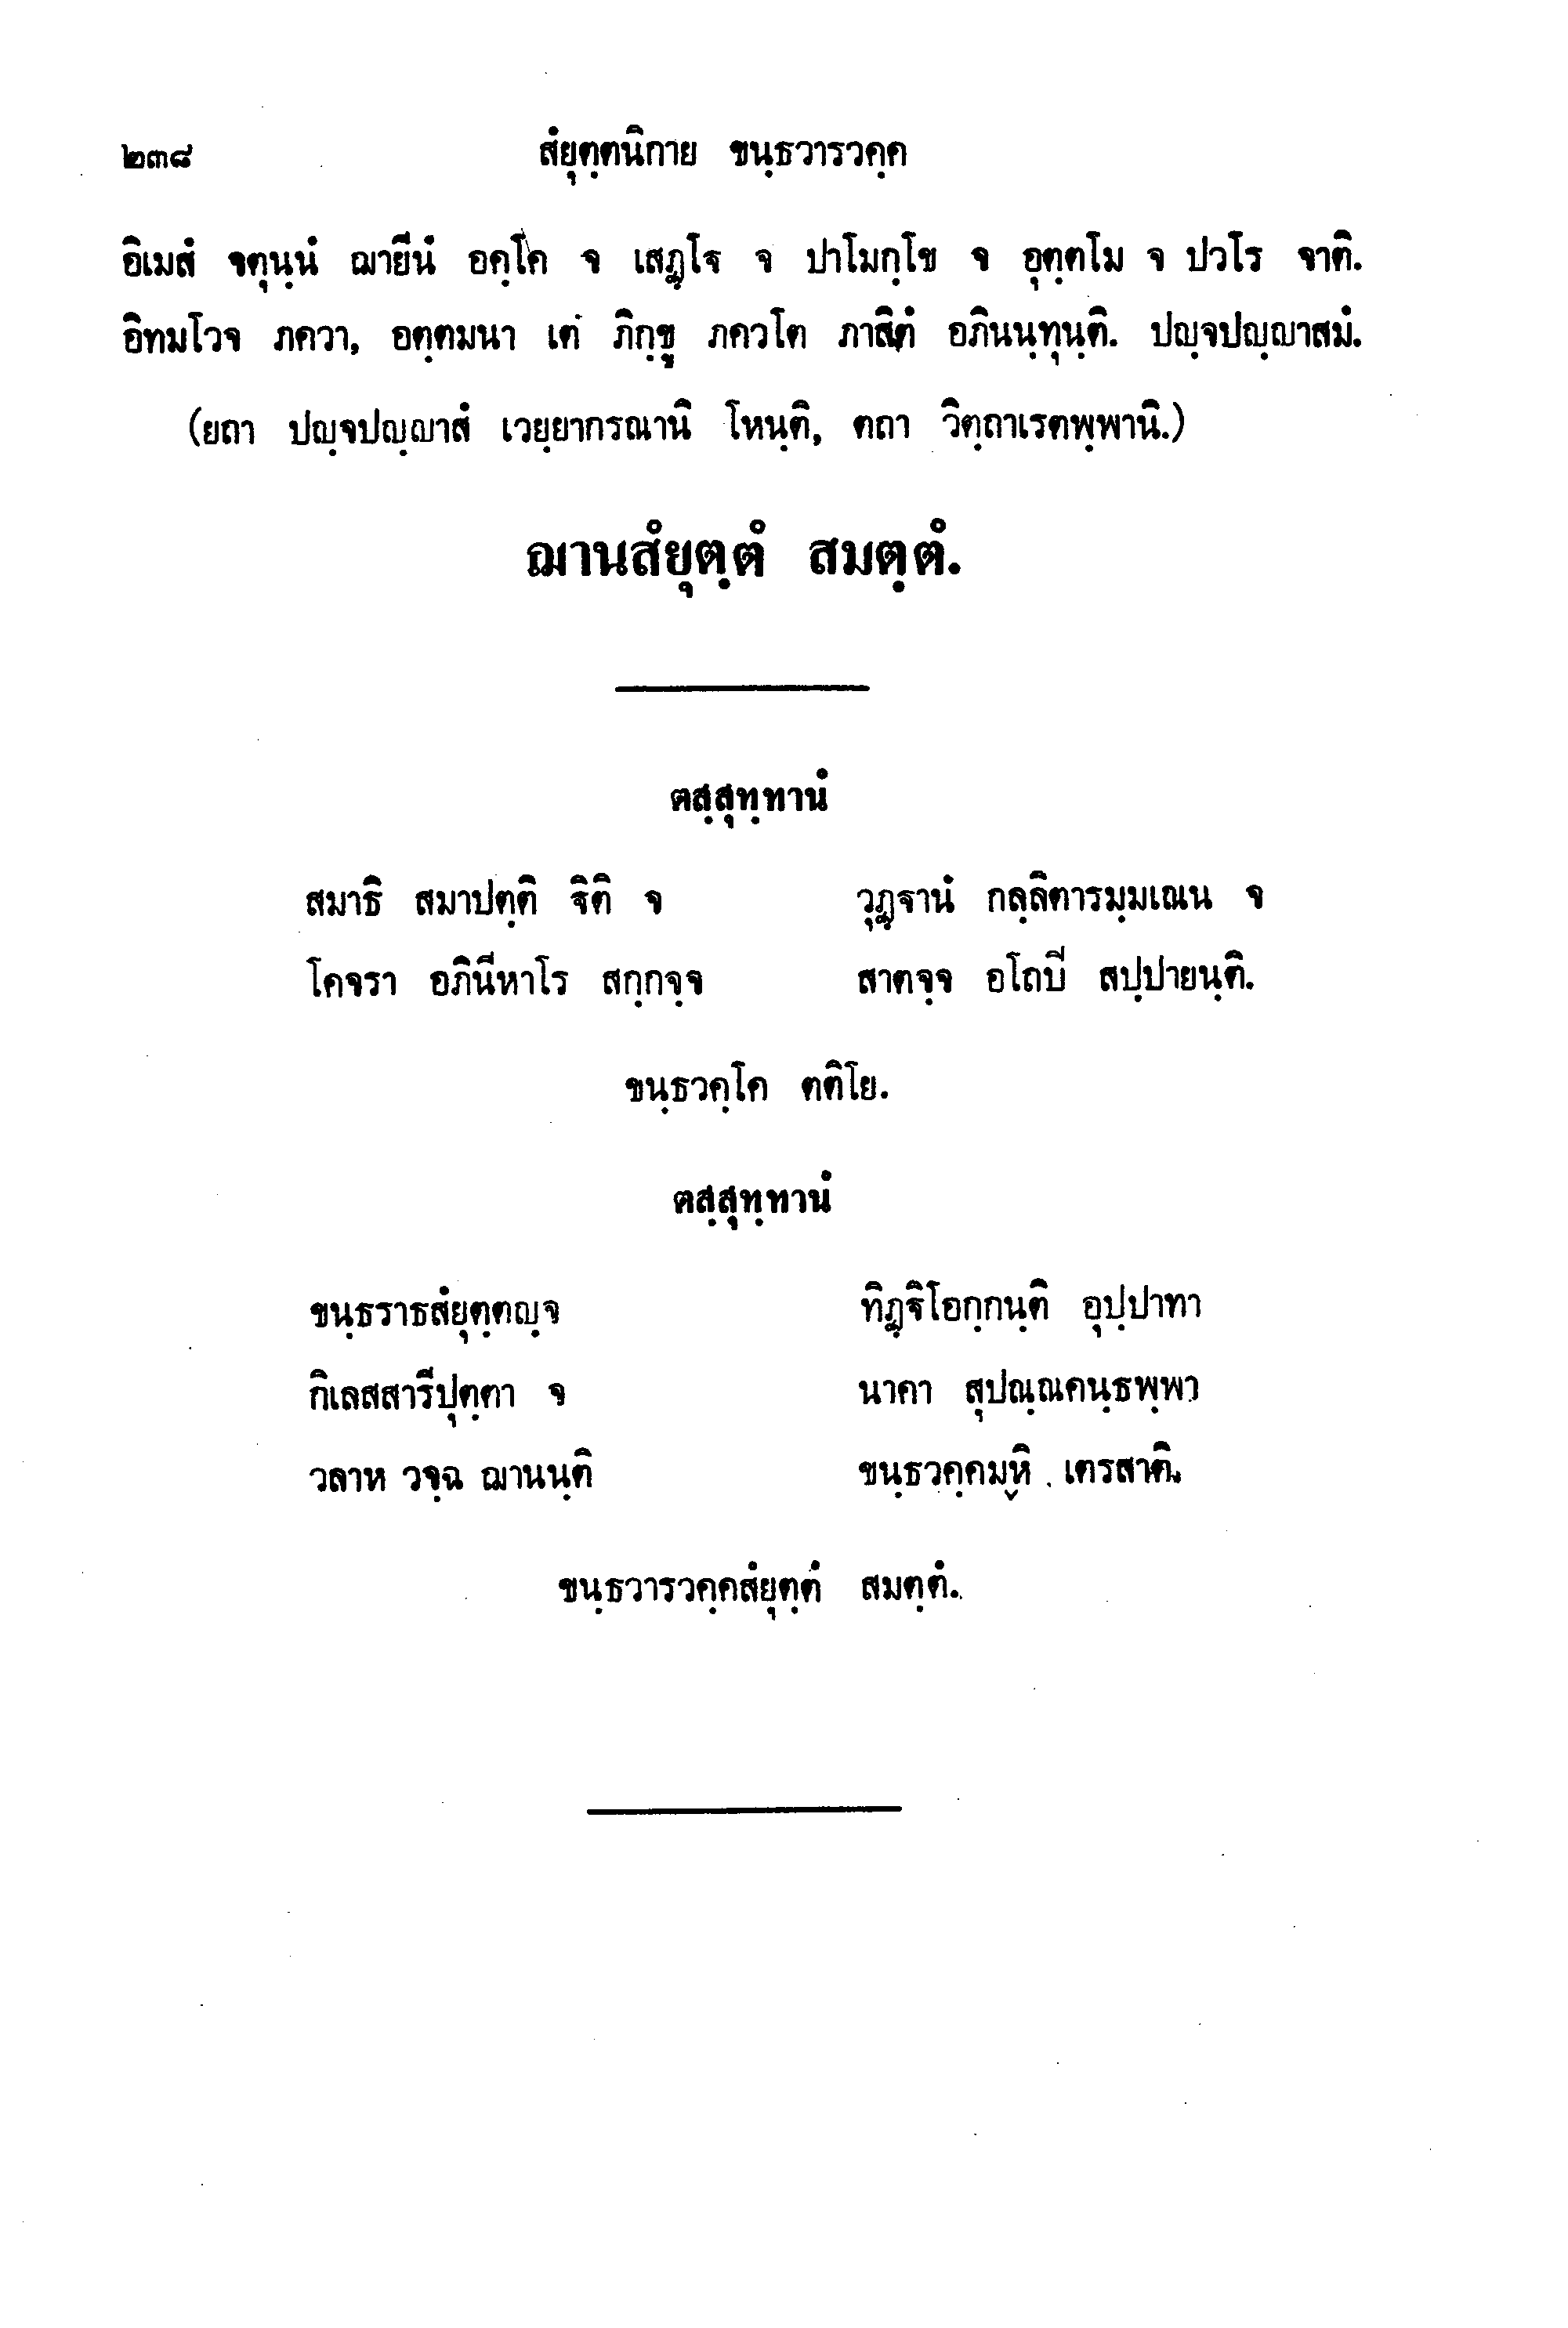 ๒๓๘ สํยุตฺตนิกาย ขนฺธวารวคฺค
อิเมสํ จตุนฺนํ ฌายีนํ อคฺโค จ เสฏฺโฐ จ ปาโมกฺโข จ อุตฺตโม จ ปวโร จาติ.
อิทมโวจ ภควา, อตฺตมนา เต ภิกฺขู ภควโต ภาสิตํ อภินนฺทุนฺติ. ปญฺจปญฺญาสมํ.
(ยถา ปญฺจปญฺญาสํ เวยฺยากรณานิ โหนฺติ, ตถา วิตฺถาเรตพฺพานิ.)
ฌานสํยุตฺตํ สมตฺตํ.
ตสฺสุทฺทานํ
สมาธิ สมาปตฺติ ฐิติ จ วุฏฺฐานํ กลฺลิตารมฺมเณน จ
โคจรา อภินีหาโร สกฺกจฺจ สาตจฺจ อโถปิ สปฺปายนฺติ.
ขนฺธวคฺโค ตติโย.
ตสฺสุทฺทานํ
ขนฺธราธสํยุตฺตญฺจ ทิฏฺฐิโอกฺกนฺติ อุปฺปาทา
กิเลสสารีปุตฺตา จ นาคา สุปณฺณคนฺธพฺพา
วลาห วจฺฉ ฌานนฺติ ขนฺธวคฺคมฺหิ เตรสาติ.
ขนฺธวารวคฺคสํยุตฺตํ สมตฺตํ.